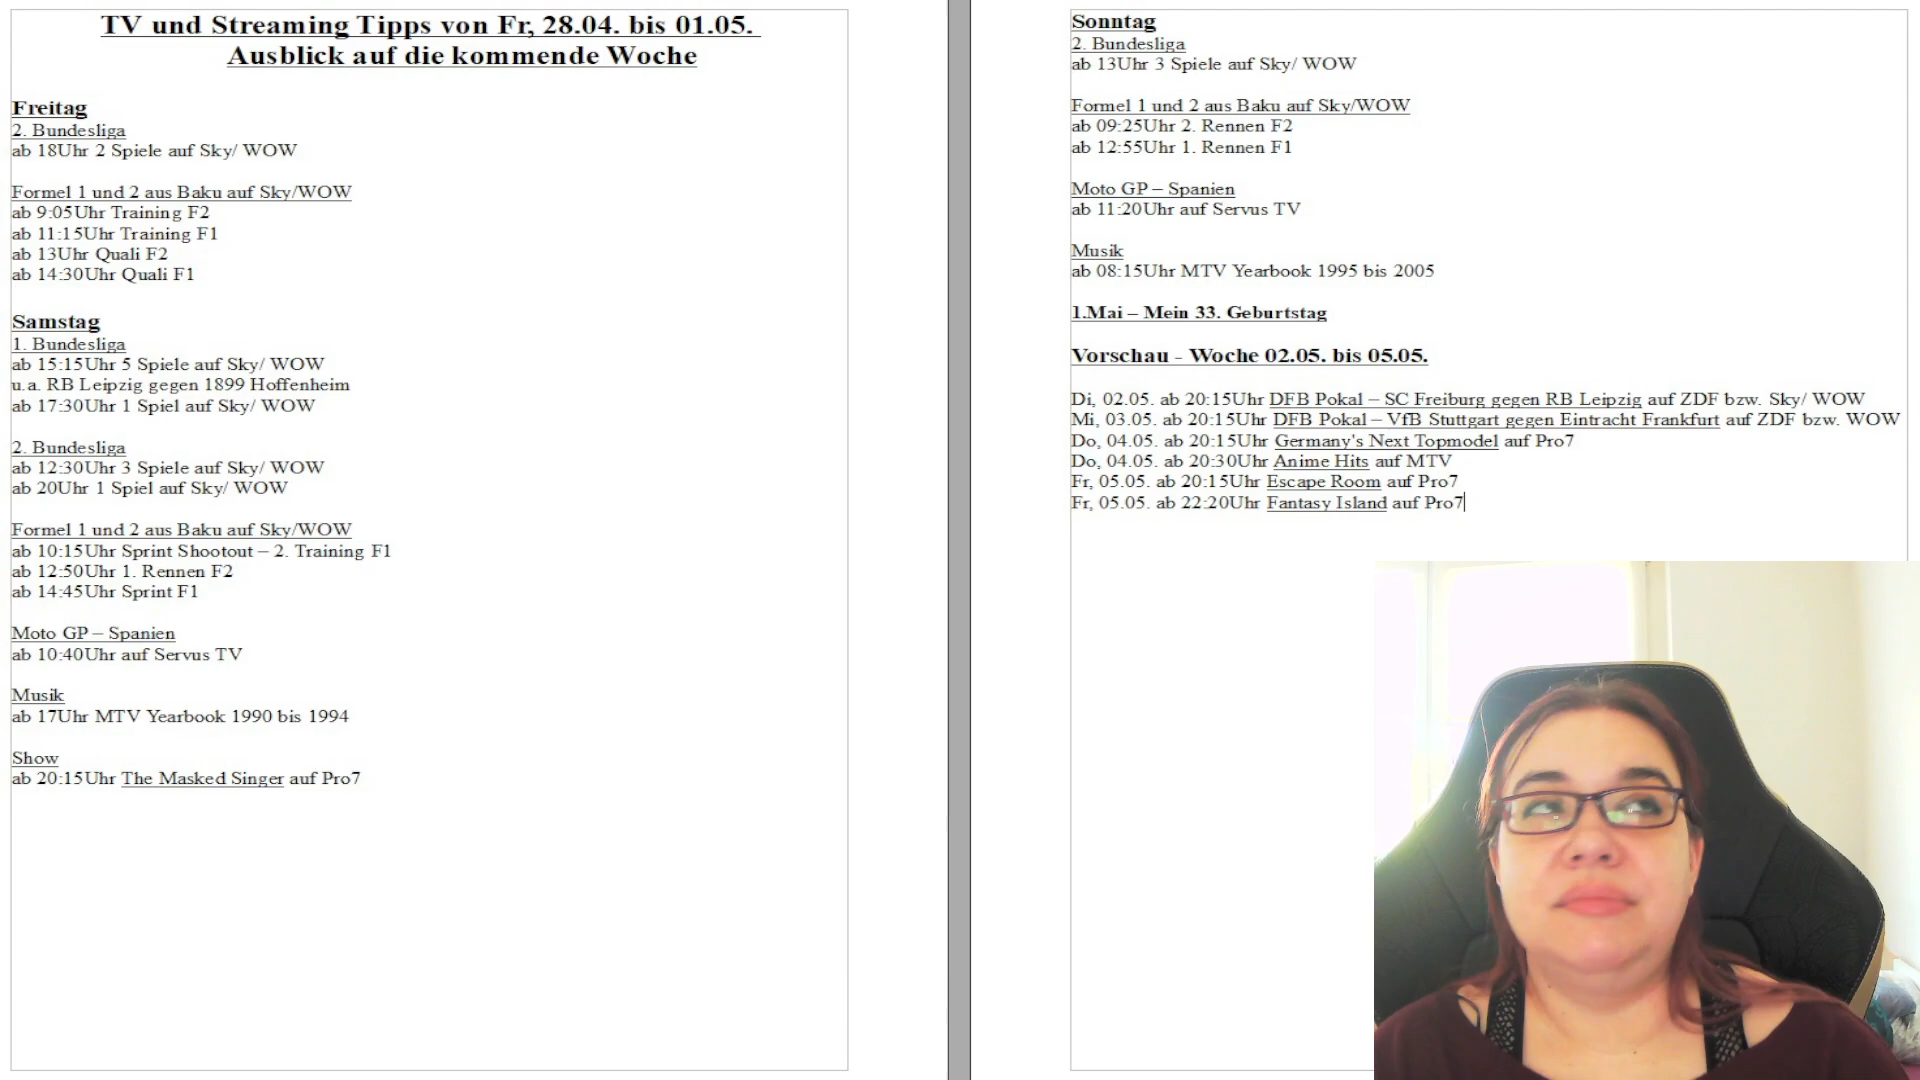 TV und Streaming Tipps von Fr, 28.04. bis 01.05.
Ausblick auf die kommende Woche
Freitag
2. Bundesliga
ab 18Uhr 2 Spiele auf Sky/ WOW
Formel 1 und 2 aus Baku auf Sky/WOW
ab 9:05Uhr Training F2
ab 11:15Uhr Training F1
ab 13Uhr Quali F2
ab 14:30Uhr Quali F1
Samstag
1. Bundesliga
ab 15:15Uhr 5 Spiele auf Sky/ WOW
u.a. RB Leipzig gegen 1899 Hoffenheim
ab 17:30Uhr 1 Spiel auf Sky/ WOW
2. Bundesliga
ab 12:30Uhr 3 Spiele auf Sky/ WOW
ab 20Uhr 1 Spiel auf Sky/ WOW
Formel 1 und 2 aus Baku auf Sky/WOW
ab 10:15Uhr Sprint Shootout – 2. Training F1
ab 12:50Uhr 1. Rennen F2
ab 14:45Uhr Sprint F1
Moto GP – Spanien
ab 10:40Uhr auf Servus TV
Musik
ab 17Uhr MTV Yearbook 1990 bis 1994
Show
ab 20:15Uhr The Masked Singer auf Pro7
Sonntag
2. Bundesliga
ab 13Uhr 3 Spiele auf Sky/ WOW
Formel 1 und 2 aus Baku auf Sky/WOW
ab 09:25Uhr 2. Rennen F2
ab 12:55Uhr 1. Rennen F1
Moto GP – Spanien
ab 11:20Uhr auf Servus TV
Musik
ab 08:15Uhr MTV Yearbook 1995 bis 2005
1.Mai – Mein 33. Geburtstag
Vorschau - Woche 02.05. bis 05.05.
Di, 02.05. ab 20:15Uhr DFB Pokal – SC Freiburg gegen RB Leipzig auf ZDF bzw. Sky/ WOW
Mi, 03.05. ab 20:15Uhr DFB Pokal – VfB Stuttgart gegen Eintracht Frankfurt auf ZDF bzw. WOW
Do, 04.05. ab 20:15Uhr Germany's Next Topmodel auf Pro7
Do, 04.05. ab 20:30Uhr Anime Hits auf MTV
Fr, 05.05. ab 20:15Uhr Escape Room auf Pro7
Fr, 05.05. ab 22:20Uhr Fantasy Island auf Pro7